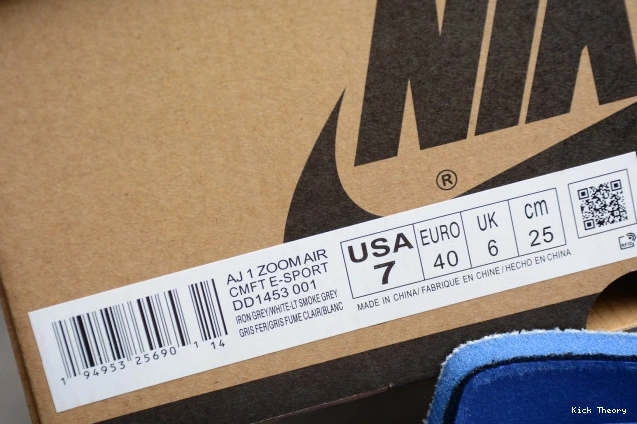 NIKE
®
AJ 1 ZOOM AIR
CMFT E-SPORT
DD1453 001
IRON GREY/WHITE-LT SMOKE GREY
GRIS FER/GRIS FUME CLAIR/BLANC
1 94953 25690 1 14
USA
7
EURO
40
UK
6
cm
25
MADE IN CHINA/ FABRIQUE EN CHINE / HECHO EN CHINA
RFID
Kick Theory